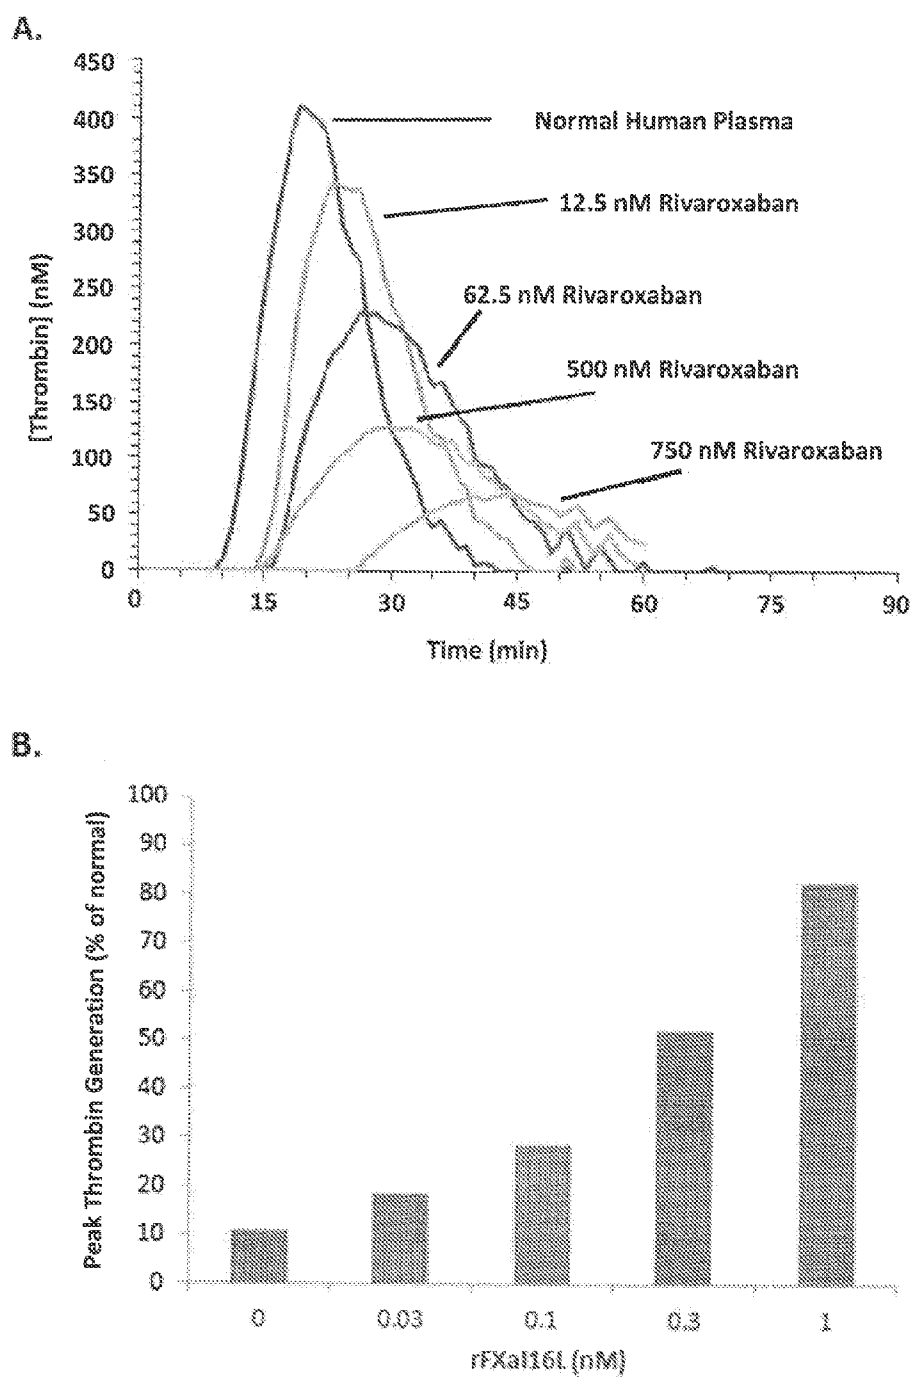 A.
450
400
350
300
250
200
150
100
50
0
[Thrombin] (nM)
Normal Human Plasma
12.5 nM Rivaroxaban
62.5 nM Rivaroxaban
500 nM Rivaroxaban
750 nM Rivaroxaban
0 15 30 45 60 75 90
Time (min)
B.
100
90
80
70
60
50
40
30
20
10
0
Peak Thrombin Generation (% of normal)
0 0.03 0.1 0.3 1
rFXaI16L (nM)